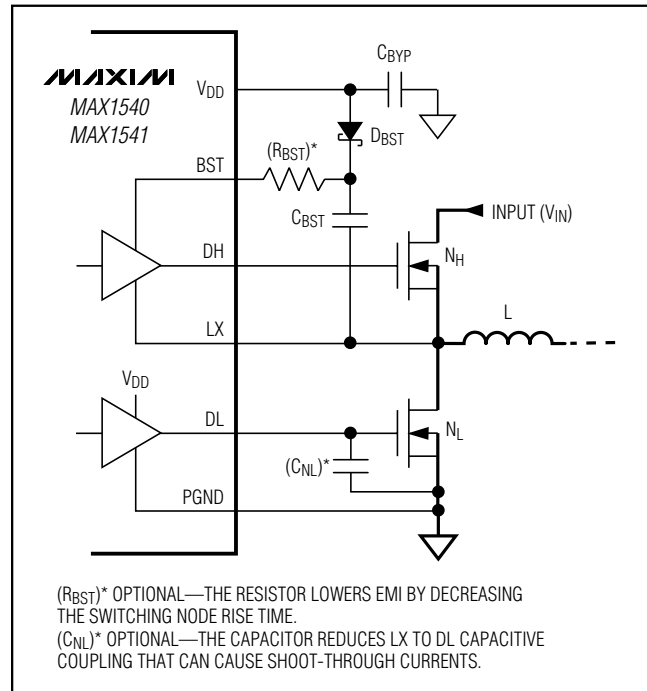 MAXIM
MAX1540
MAX1541
VDD
CBYP
DBST
BST
(RBST)*
CBST
INPUT (VIN)
DH
NH
LX
L
VDD
DL
NL
(CNL)*
PGND
(RBST)* OPTIONAL—THE RESISTOR LOWERS EMI BY DECREASING
THE SWITCHING NODE RISE TIME.
(CNL)* OPTIONAL—THE CAPACITOR REDUCES LX TO DL CAPACITIVE
COUPLING THAT CAN CAUSE SHOOT-THROUGH CURRENTS.